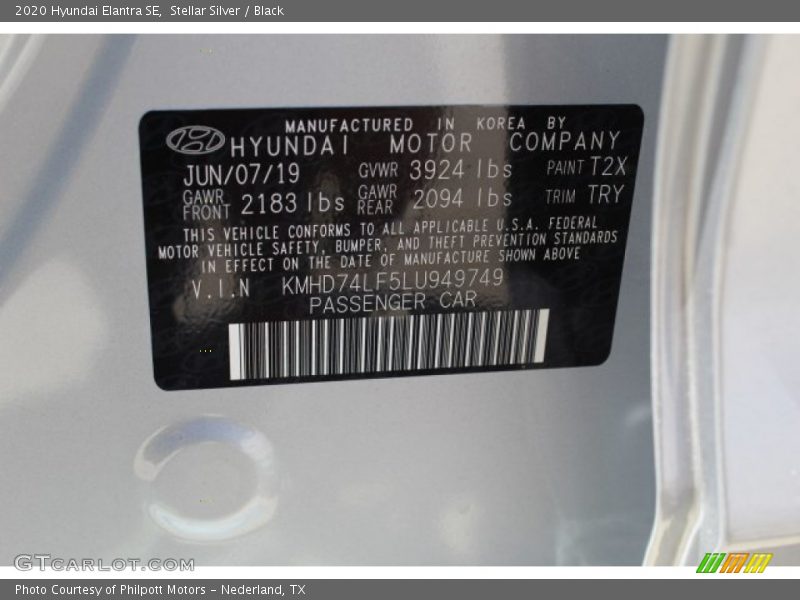 2020 Hyundai Elantra SE, Stellar Silver / Black
MANUFACTURED IN KOREA BY
HYUNDAI MOTOR COMPANY
JUN/07/19 GVWR 3924 lbs PAINT T2X
GAWR FRONT 2183 lbs GAWR REAR 2094 lbs TRIM TRY
THIS VEHICLE CONFORMS TO ALL APPLICABLE U.S.A. FEDERAL
MOTOR VEHICLE SAFETY, BUMPER, AND THEFT PREVENTION STANDARDS
IN EFFECT ON THE DATE OF MANUFACTURE SHOWN ABOVE
V.I.N KMHD74LF5LU949749
PASSENGER CAR
GTcarlot.com
Photo Courtesy of Philpott Motors - Nederland, TX